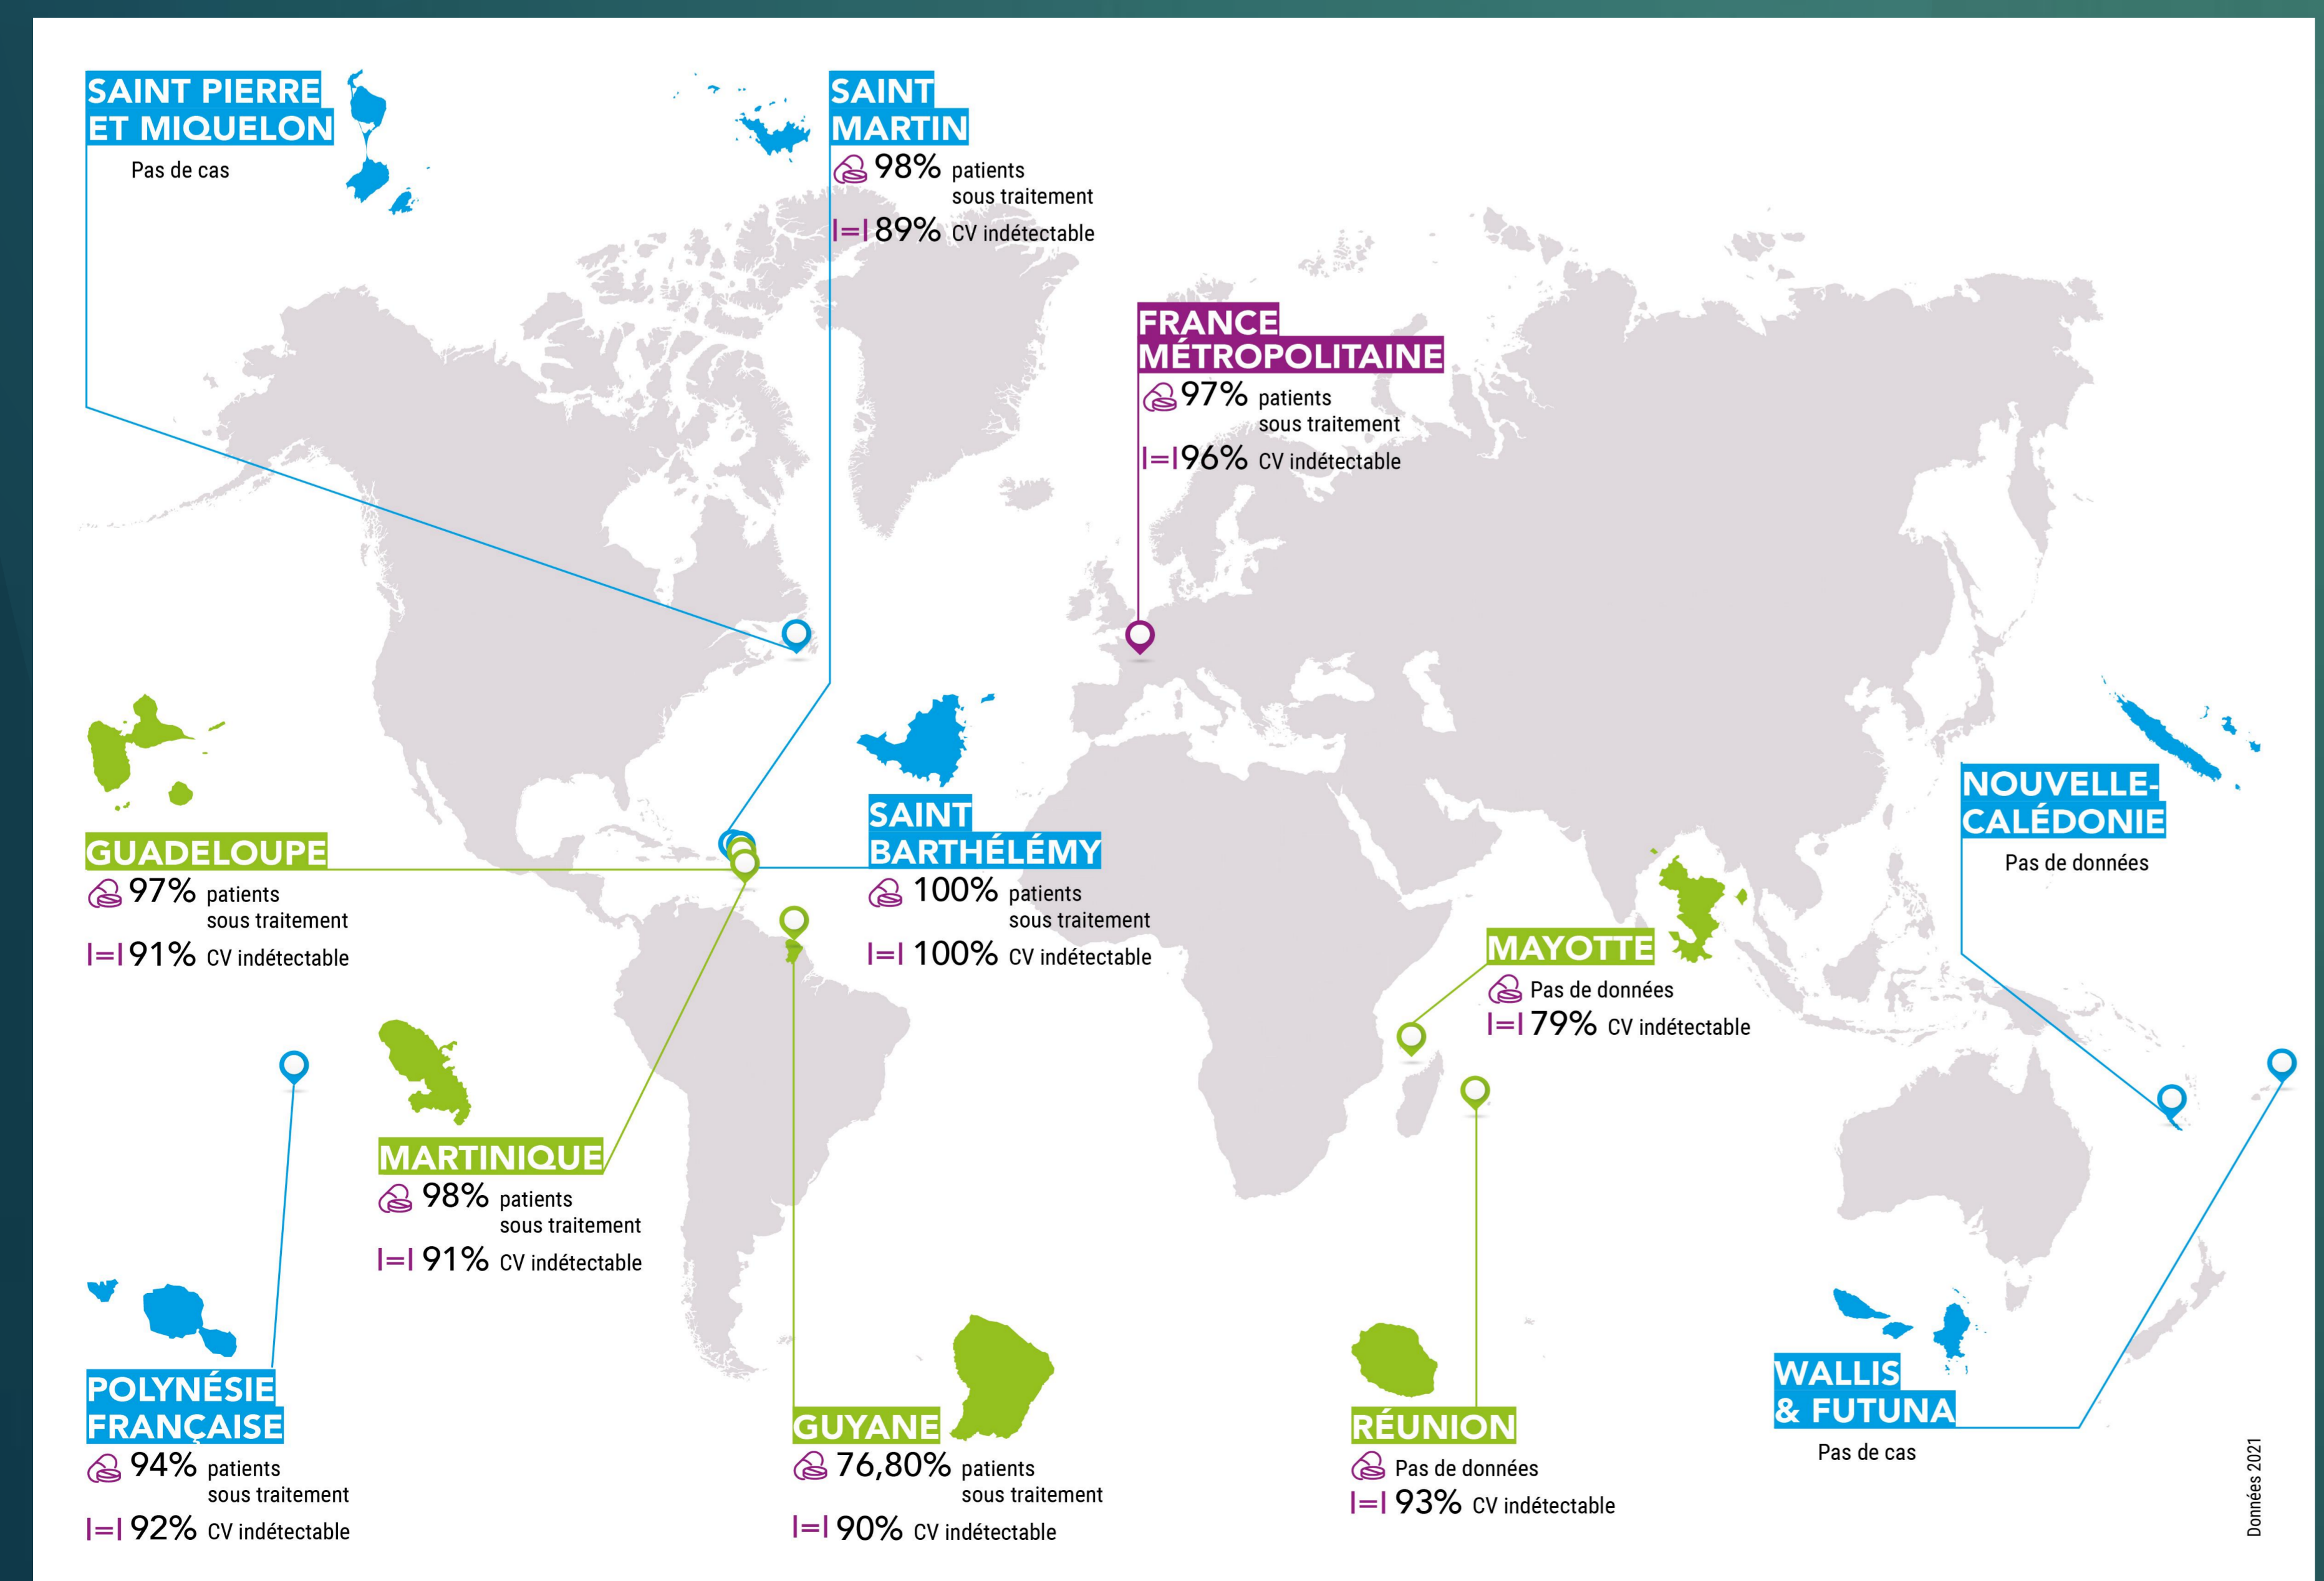 SAINT PIERRE
ET MIQUELON
Pas de cas
SAINT
MARTIN
98% patients
sous traitement
|=| 89% CV indétectable
FRANCE
MÉTROPOLITAINE
97% patients
sous traitement
|=| 96% CV indétectable
GUADELOUPE
97% patients
sous traitement
|=| 91% CV indétectable
SAINT
BARTHÉLÉMY
100% patients
sous traitement
|=| 100% CV indétectable
NOUVELLE-
CALÉDONIE
Pas de données
MAYOTTE
Pas de données
|=| 79% CV indétectable
MARTINIQUE
98% patients
sous traitement
|=| 91% CV indétectable
POLYNÉSIE
FRANÇAISE
94% patients
sous traitement
|=| 92% CV indétectable
GUYANE
76,80% patients
sous traitement
|=| 90% CV indétectable
RÉUNION
Pas de données
|=| 93% CV indétectable
WALLIS
& FUTUNA
Pas de cas
Données 2021